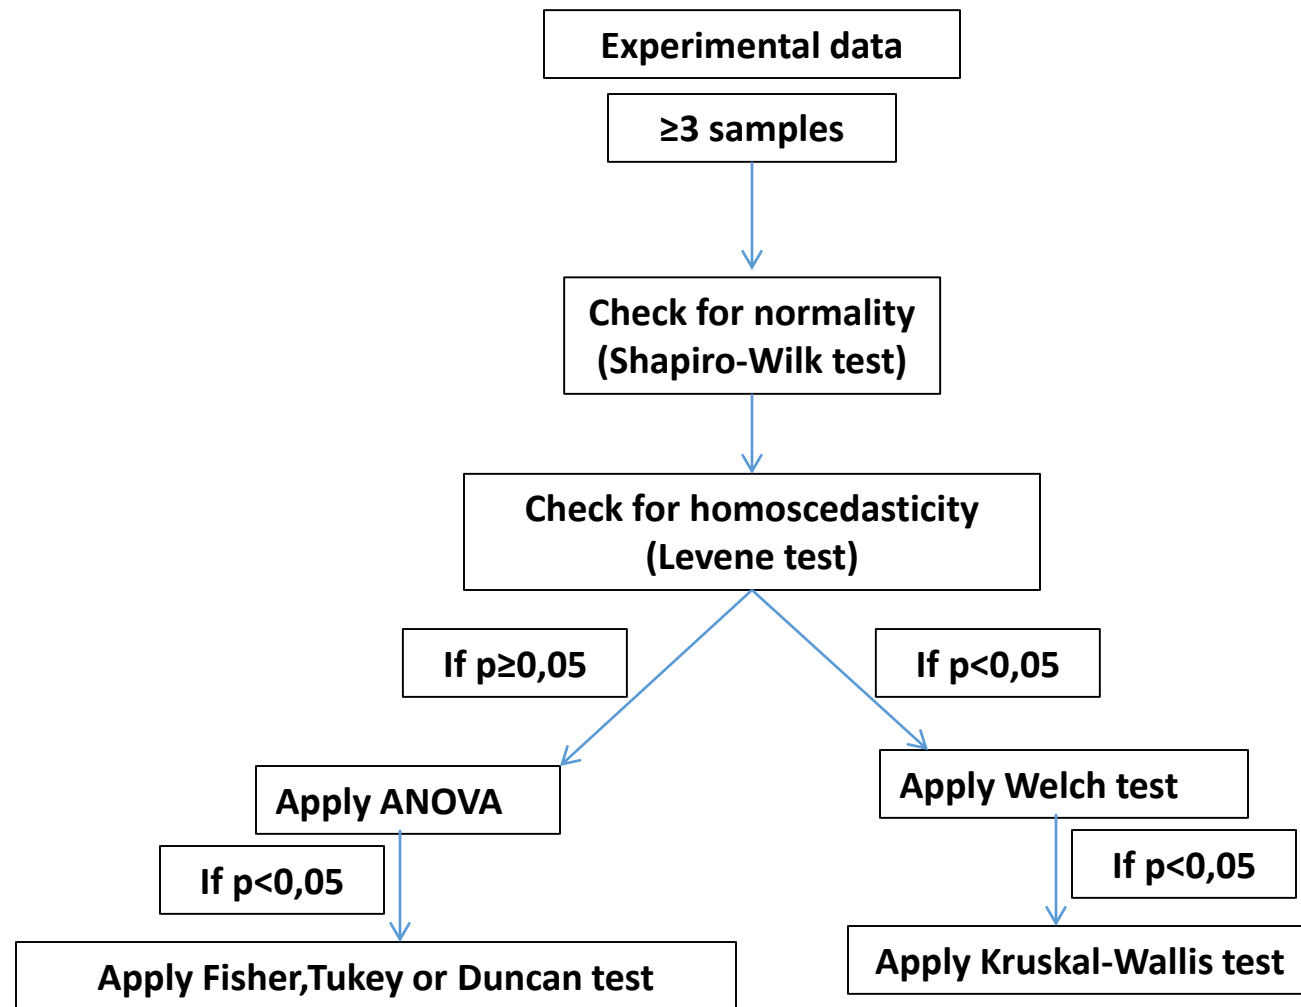 Experimental data
≥3 samples
Check for normality
(Shapiro-Wilk test)
Check for homoscedasticity
(Levene test)
If p≥0,05
If p<0,05
Apply ANOVA
Apply Welch test
If p<0,05
If p<0,05
Apply Fisher,Tukey or Duncan test
Apply Kruskal-Wallis test